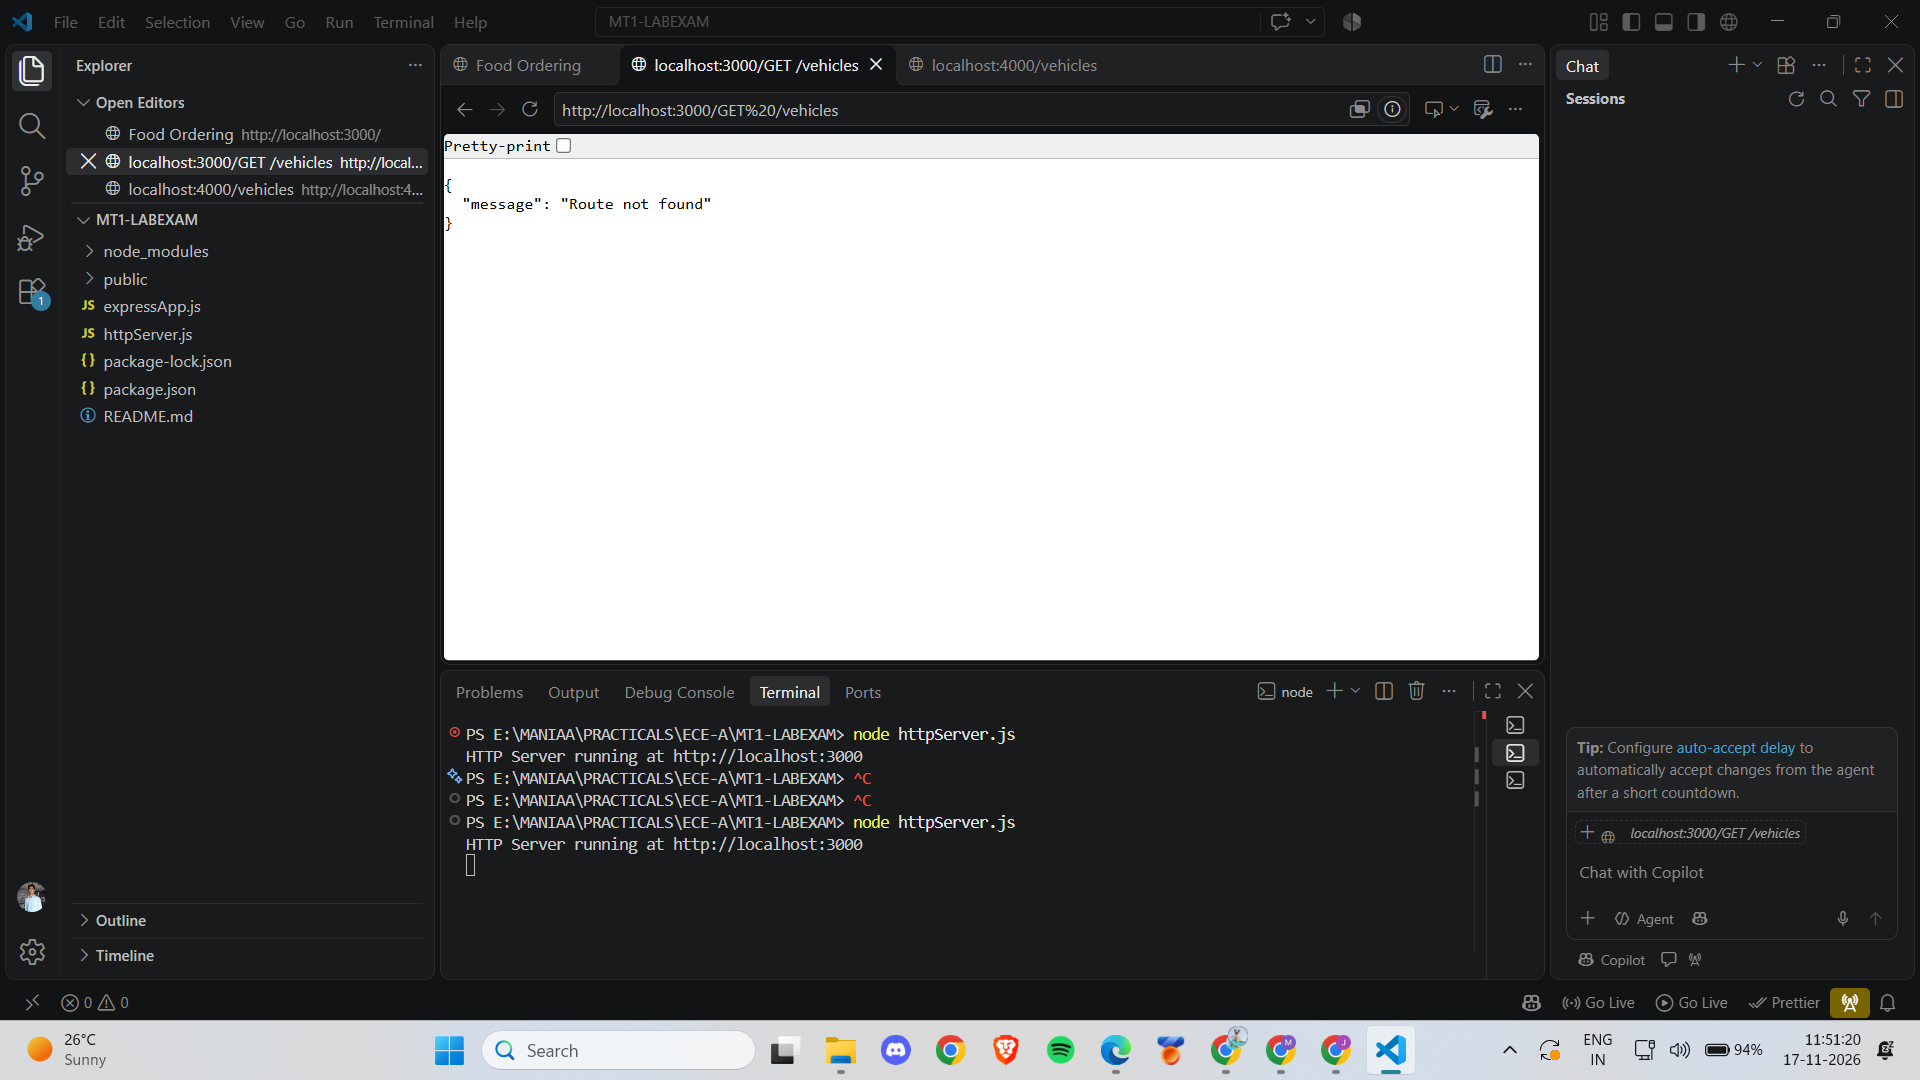 File Edit Selection View Go Run Terminal Help
MT1-LABEXAM
Explorer
Open Editors
Food Ordering http://localhost:3000/
localhost:3000/GET /vehicles http://local...
localhost:4000/vehicles http://localhost:4...
MT1-LABEXAM
node_modules
public
JS expressApp.js
JS httpServer.js
{} package-lock.json
{} package.json
README.md
1
Outline
Timeline
Food Ordering
localhost:3000/GET /vehicles
localhost:4000/vehicles
http://localhost:3000/GET%20/vehicles
Pretty-print
{
"message": "Route not found"
}
Problems Output Debug Console Terminal Ports
node
PS E:\MANIAA\PRACTICALS\ECE-A\MT1-LABEXAM> node httpServer.js
HTTP Server running at http://localhost:3000
PS E:\MANIAA\PRACTICALS\ECE-A\MT1-LABEXAM> ^C
PS E:\MANIAA\PRACTICALS\ECE-A\MT1-LABEXAM> ^C
PS E:\MANIAA\PRACTICALS\ECE-A\MT1-LABEXAM> node httpServer.js
HTTP Server running at http://localhost:3000
Chat
Sessions
Tip: Configure auto-accept delay to
automatically accept changes from the agent
after a short countdown.
localhost:3000/GET /vehicles
Chat with Copilot
Agent
Copilot
0 0
Go Live
Go Live
Prettier
26°C
Sunny
Search
M
J
ENG
IN
94%
11:51:20
17-11-2026